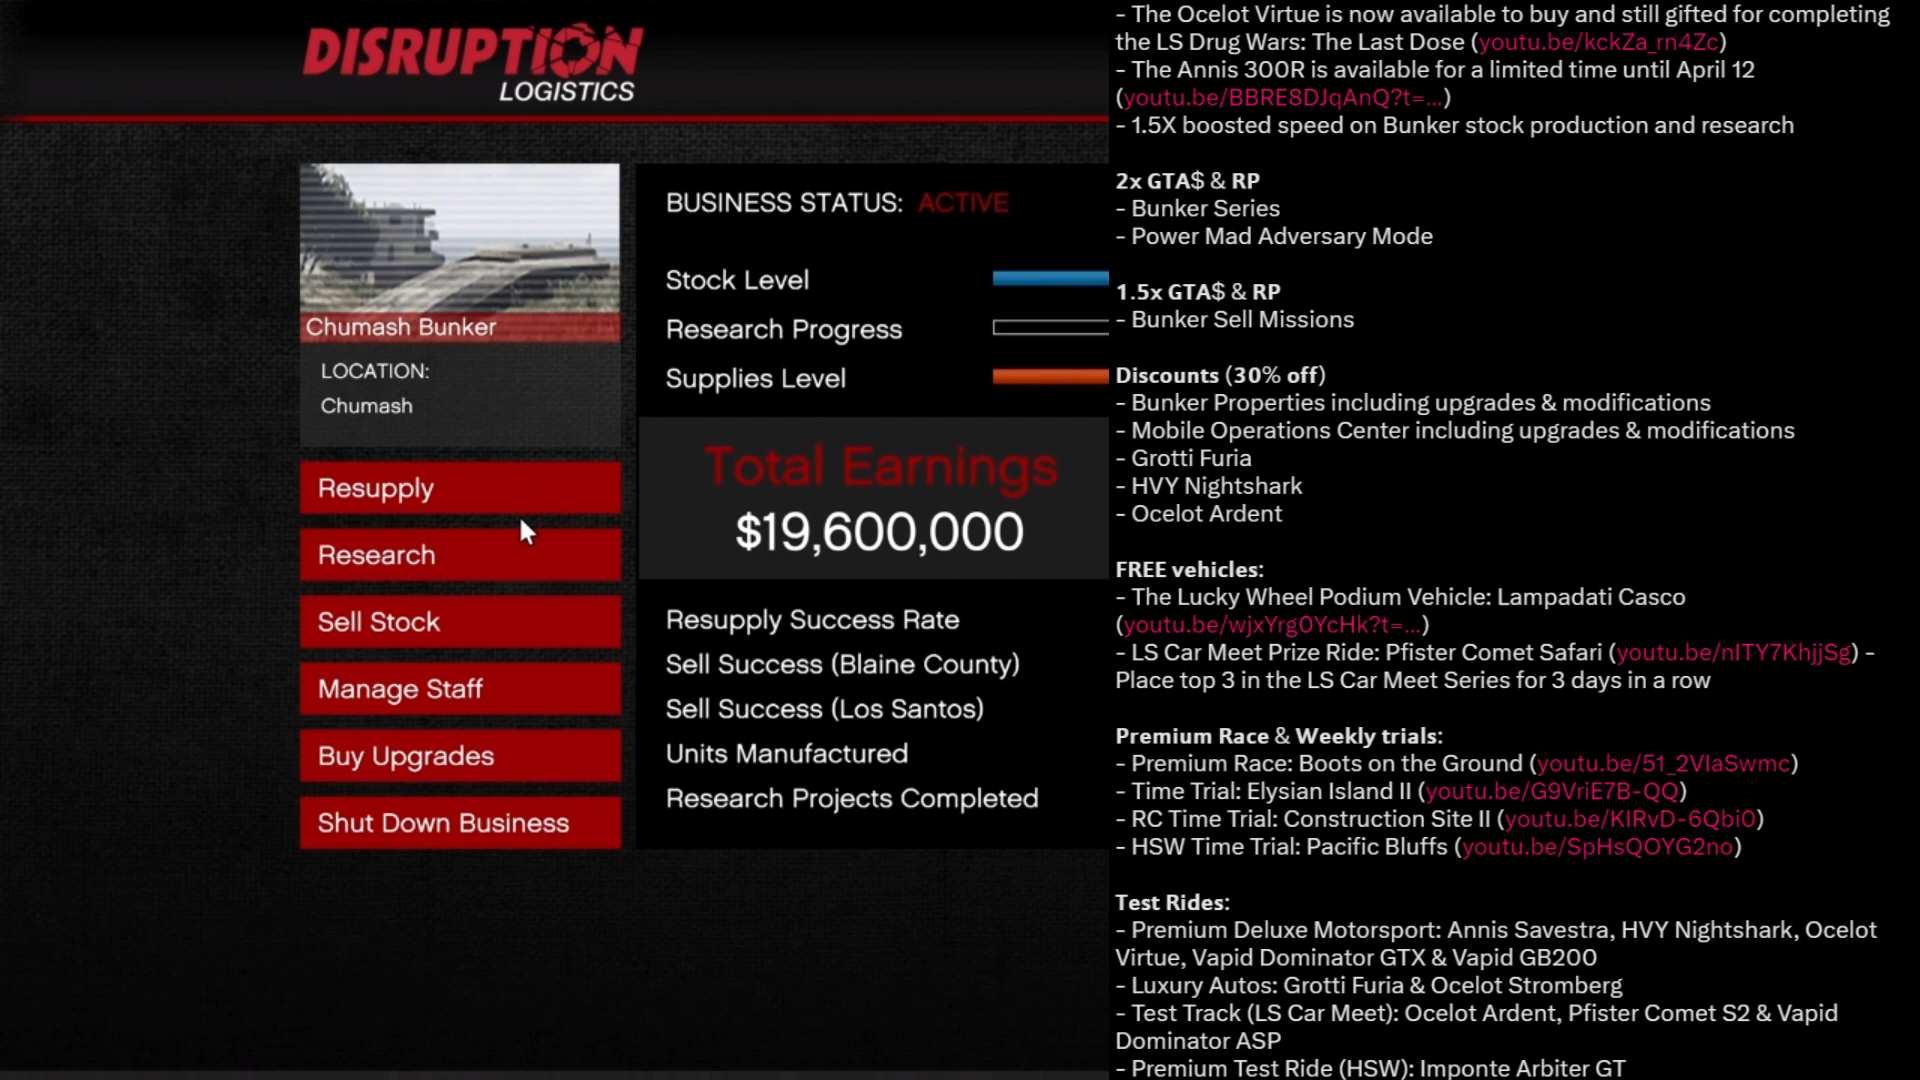 DISRUPTION
LOGISTICS
Chumash Bunker
LOCATION:
Chumash
Resupply
Research
Sell Stock
Manage Staff
Buy Upgrades
Shut Down Business
BUSINESS STATUS: ACTIVE
Stock Level
Research Progress
Supplies Level
Total Earnings
$19,600,000
Resupply Success Rate
Sell Success (Blaine County)
Sell Success (Los Santos)
Units Manufactured
Research Projects Completed
- The Ocelot Virtue is now available to buy and still gifted for completing
the LS Drug Wars: The Last Dose (youtu.be/kckZa_rn4Zc)
- The Annis 300R is available for a limited time until April 12
(youtu.be/BBRE8DJqAnQ?t=...)
- 1.5X boosted speed on Bunker stock production and research
2x GTA$ & RP
- Bunker Series
- Power Mad Adversary Mode
1.5x GTA$ & RP
- Bunker Sell Missions
Discounts (30% off)
- Bunker Properties including upgrades & modifications
- Mobile Operations Center including upgrades & modifications
- Grotti Furia
- HVY Nightshark
- Ocelot Ardent
FREE vehicles:
- The Lucky Wheel Podium Vehicle: Lampadati Casco
(youtu.be/wjxYrg0YcHk?t=...)
- LS Car Meet Prize Ride: Pfister Comet Safari (youtu.be/nITY7KhjjSg) -
Place top 3 in the LS Car Meet Series for 3 days in a row
Premium Race & Weekly trials:
- Premium Race: Boots on the Ground (youtu.be/51_2VIaSwmc)
- Time Trial: Elysian Island II (youtu.be/G9VriE7B-QQ)
- RC Time Trial: Construction Site II (youtu.be/KIRvD-6Qbi0)
- HSW Time Trial: Pacific Bluffs (youtu.be/SpHsQOYG2no)
Test Rides:
- Premium Deluxe Motorsport: Annis Savestra, HVY Nightshark, Ocelot
Virtue, Vapid Dominator GTX & Vapid GB200
- Luxury Autos: Grotti Furia & Ocelot Stromberg
- Test Track (LS Car Meet): Ocelot Ardent, Pfister Comet S2 & Vapid
Dominator ASP
- Premium Test Ride (HSW): Imponte Arbiter GT